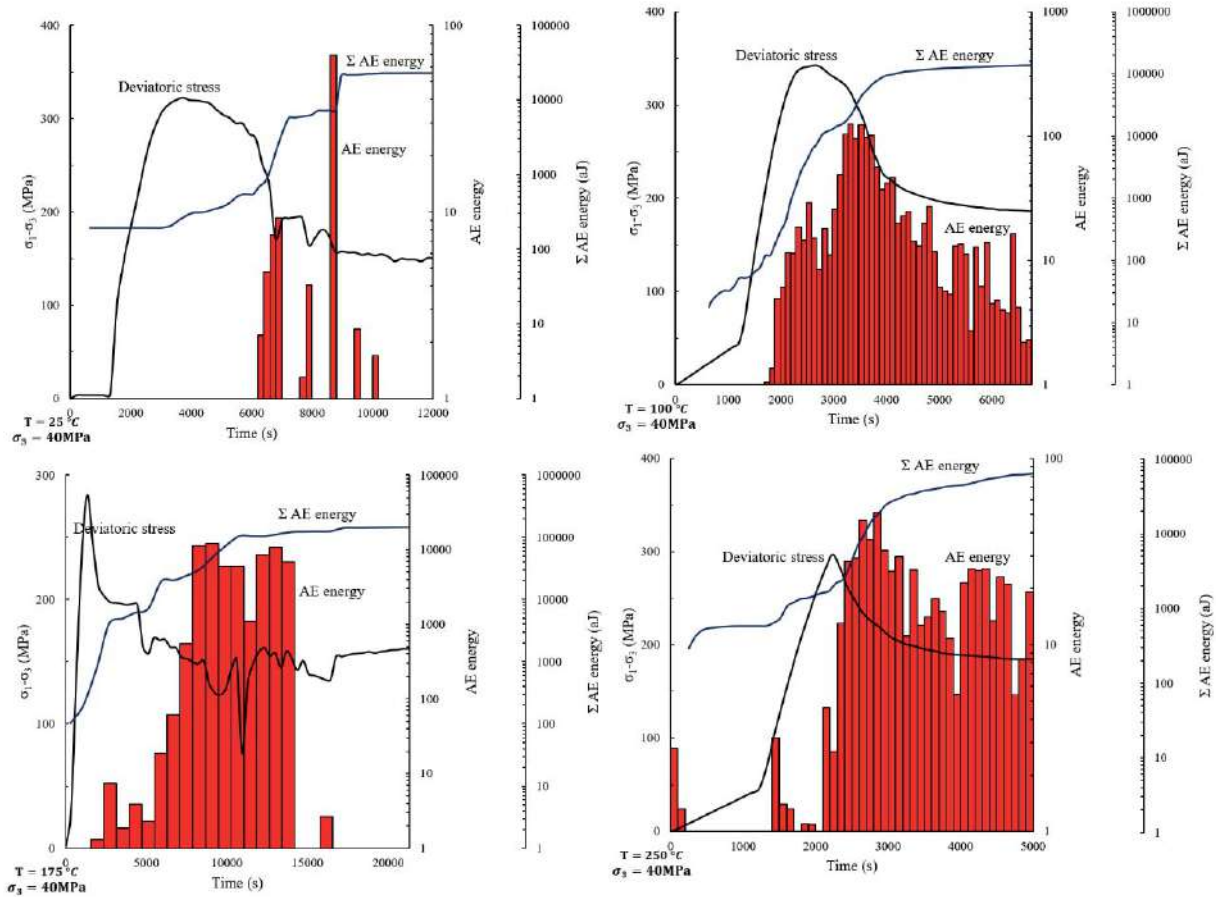 400
300
200
100
0
σ₁-σ₃ (MPa)
Deviatoric stress
Σ AE energy
AE energy
100
10
1
AE energy
100000
10000
1000
100
10
1
Σ AE energy (aJ)
0 2000 4000 6000 8000 10000 12000
Time (s)
T = 25 °C
σ₃ = 40MPa
400
300
200
100
0
σ₁-σ₃ (MPa)
Deviatoric stress
Σ AE energy
AE energy
1000
100
10
1
AE energy
1000000
100000
10000
1000
100
10
1
Σ AE energy (aJ)
0 1000 2000 3000 4000 5000 6000
Time (s)
T = 100 °C
σ₃ = 40MPa
300
200
100
0
σ₁-σ₃ (MPa)
Deviatoric stress
Σ AE energy
AE energy
100000
10000
1000
100
10
1
AE energy
1000000
100000
10000
1000
100
10
1
Σ AE energy (aJ)
0 5000 10000 15000 20000
Time (s)
T = 175 °C
σ₃ = 40MPa
400
300
200
100
0
σ₁-σ₃ (MPa)
Σ AE energy
Deviatoric stress
AE energy
100
10
1
AE energy
100000
10000
1000
100
10
1
Σ AE energy (aJ)
0 1000 2000 3000 4000 5000
Time (s)
T = 250 °C
σ₃ = 40MPa